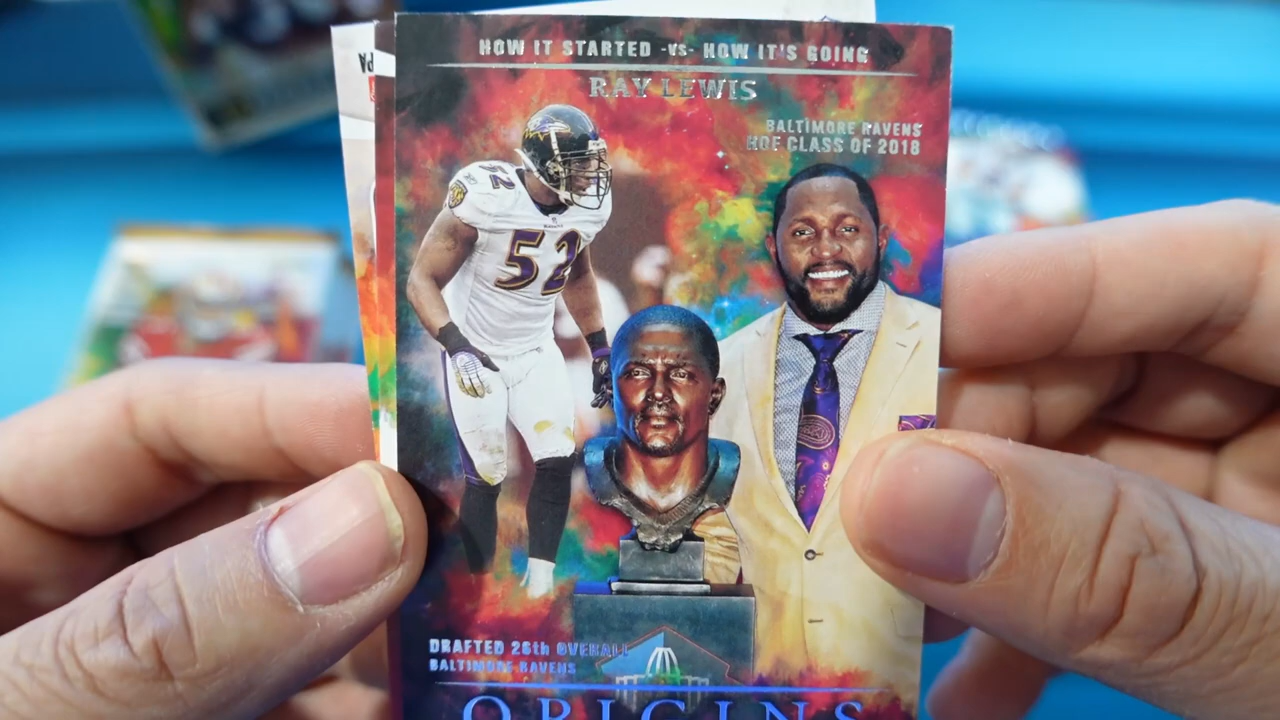 HOW IT STARTED -VS- HOW IT'S GOING
RAY LEWIS
BALTIMORE RAVENS
HOF CLASS OF 2018
52
52
DRAFTED 26th OVERALL
BALTIMORE RAVENS
ORIGINS